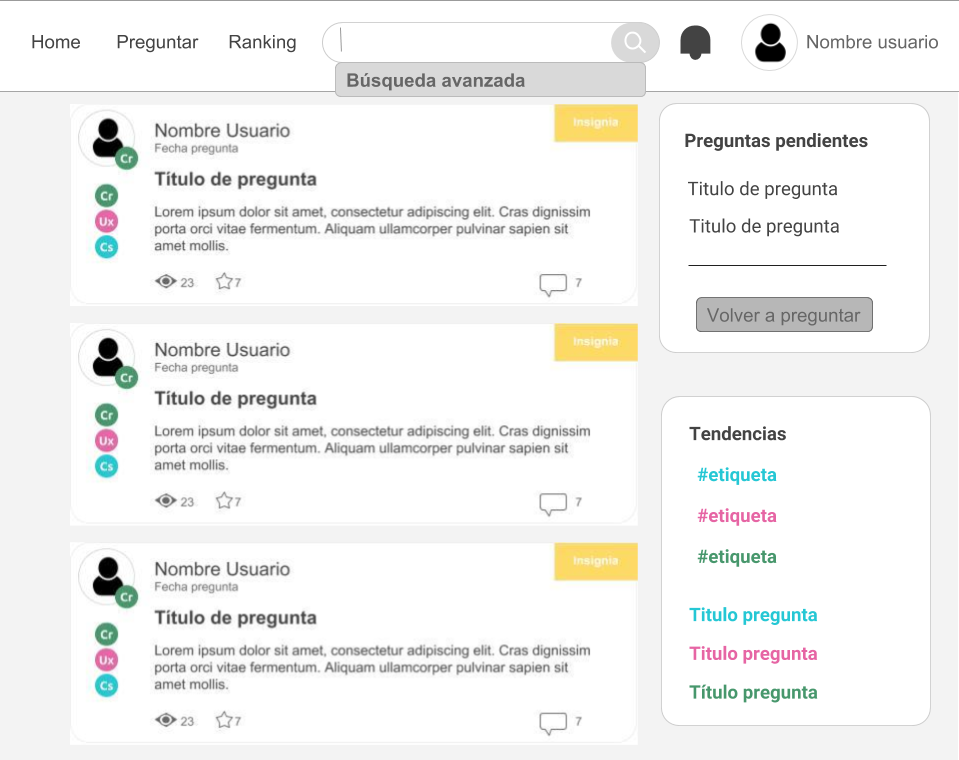 Home Preguntar Ranking Nombre usuario
Búsqueda avanzada
Nombre Usuario
Insignia
Fecha pregunta
Cr
Título de pregunta
Cr
Ux
Cs
Lorem ipsum dolor sit amet, consectetur adipiscing elit. Cras dignissim
porta orci vitae fermentum. Aliquam ullamcorper pulvinar sapien sit
amet mollis.
23 7 7
Nombre Usuario
Insignia
Fecha pregunta
Cr
Título de pregunta
Cr
Ux
Cs
Lorem ipsum dolor sit amet, consectetur adipiscing elit. Cras dignissim
porta orci vitae fermentum. Aliquam ullamcorper pulvinar sapien sit
amet mollis.
23 7 7
Nombre Usuario
Insignia
Fecha pregunta
Cr
Título de pregunta
Cr
Ux
Cs
Lorem ipsum dolor sit amet, consectetur adipiscing elit. Cras dignissim
porta orci vitae fermentum. Aliquam ullamcorper pulvinar sapien sit
amet mollis.
23 7 7
Preguntas pendientes
Titulo de pregunta
Titulo de pregunta
Volver a preguntar
Tendencias
#etiqueta
#etiqueta
#etiqueta
Titulo pregunta
Titulo pregunta
Título pregunta